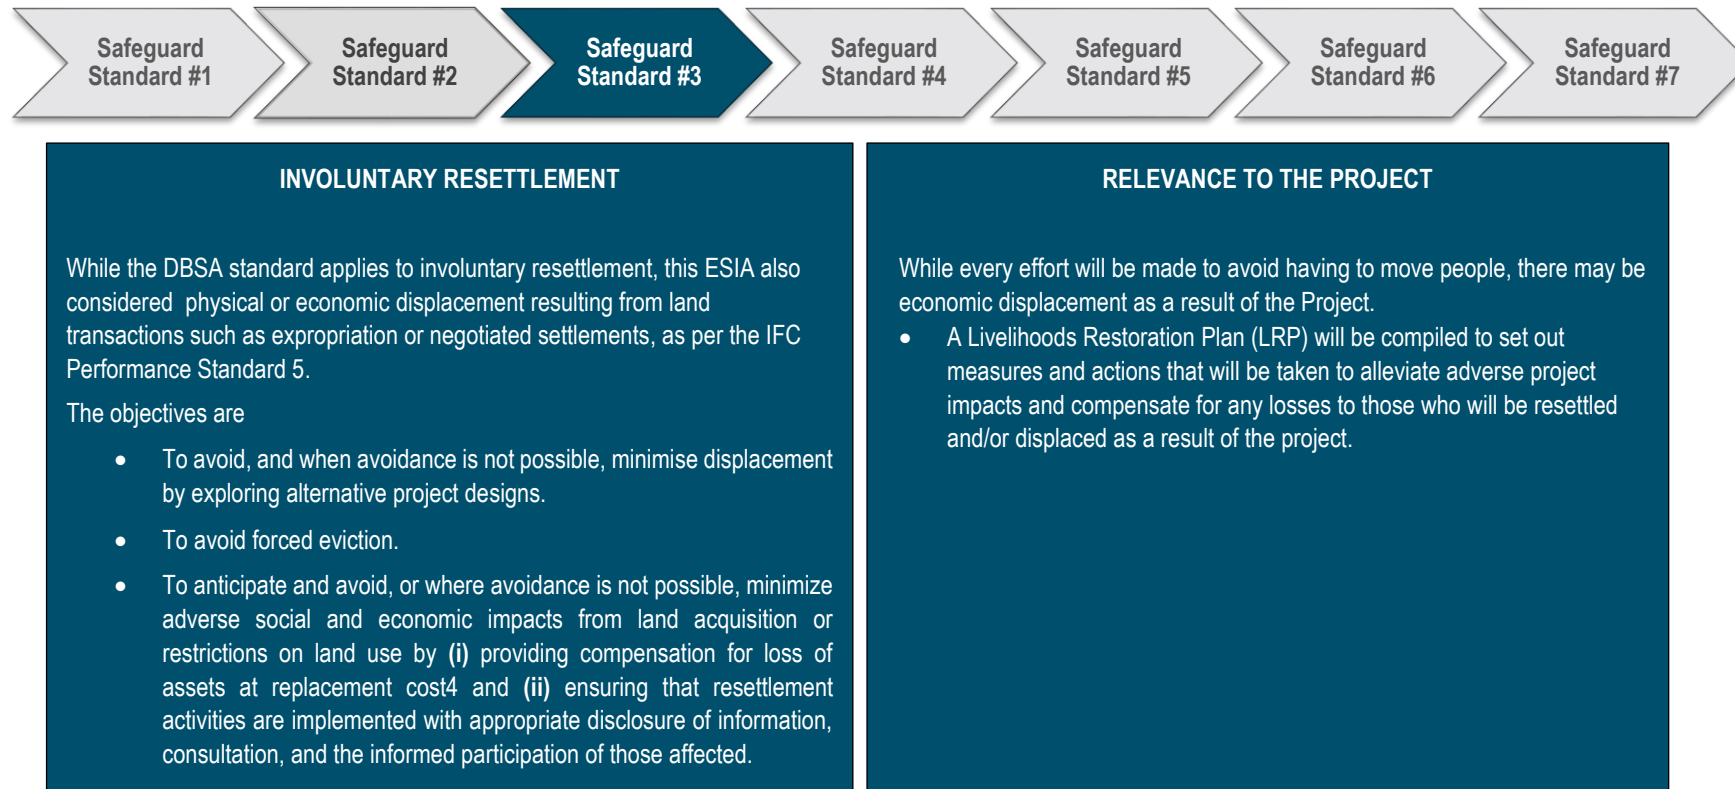 Safeguard
Standard #1
Safeguard
Standard #2
Safeguard
Standard #3
Safeguard
Standard #4
Safeguard
Standard #5
Safeguard
Standard #6
Safeguard
Standard #7
INVOLUNTARY RESETTLEMENT
While the DBSA standard applies to involuntary resettlement, this ESIA also
considered physical or economic displacement resulting from land
transactions such as expropriation or negotiated settlements, as per the IFC
Performance Standard 5.
The objectives are
• To avoid, and when avoidance is not possible, minimise displacement
by exploring alternative project designs.
• To avoid forced eviction.
• To anticipate and avoid, or where avoidance is not possible, minimize
adverse social and economic impacts from land acquisition or
restrictions on land use by (i) providing compensation for loss of
assets at replacement cost4 and (ii) ensuring that resettlement
activities are implemented with appropriate disclosure of information,
consultation, and the informed participation of those affected.
RELEVANCE TO THE PROJECT
While every effort will be made to avoid having to move people, there may be
economic displacement as a result of the Project.
• A Livelihoods Restoration Plan (LRP) will be compiled to set out
measures and actions that will be taken to alleviate adverse project
impacts and compensate for any losses to those who will be resettled
and/or displaced as a result of the project.